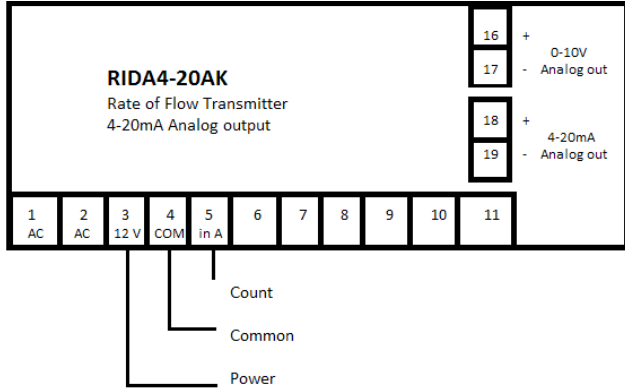 16 +
0-10V
17 - Analog out
RIDA4-20AK
Rate of Flow Transmitter
4-20mA Analog output
18 +
4-20mA
19 - Analog out
1 2 3 4 5 6 7 8 9 10 11
AC AC 12 V COM in A
Count
Common
Power